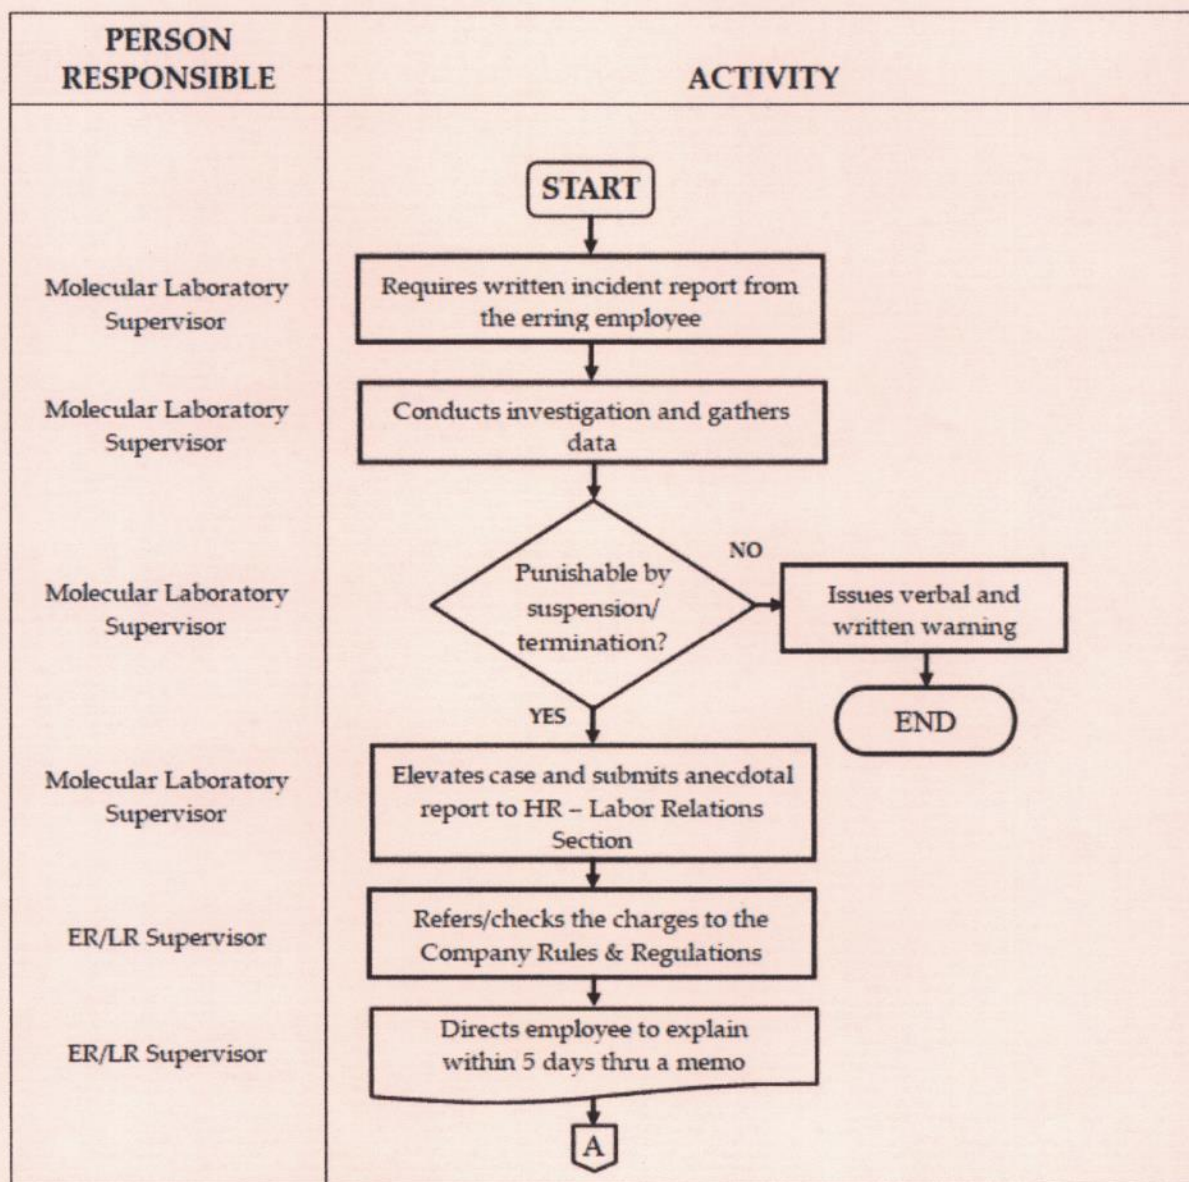 PERSON
RESPONSIBLE
ACTIVITY
START
Molecular Laboratory
Supervisor
Requires written incident report from
the erring employee
Molecular Laboratory
Supervisor
Conducts investigation and gathers
data
Molecular Laboratory
Supervisor
Punishable by
suspension/
termination?
NO
Issues verbal and
written warning
END
YES
Molecular Laboratory
Supervisor
Elevates case and submits anecdotal
report to HR – Labor Relations
Section
ER/LR Supervisor
Refers/checks the charges to the
Company Rules & Regulations
ER/LR Supervisor
Directs employee to explain
within 5 days thru a memo
A